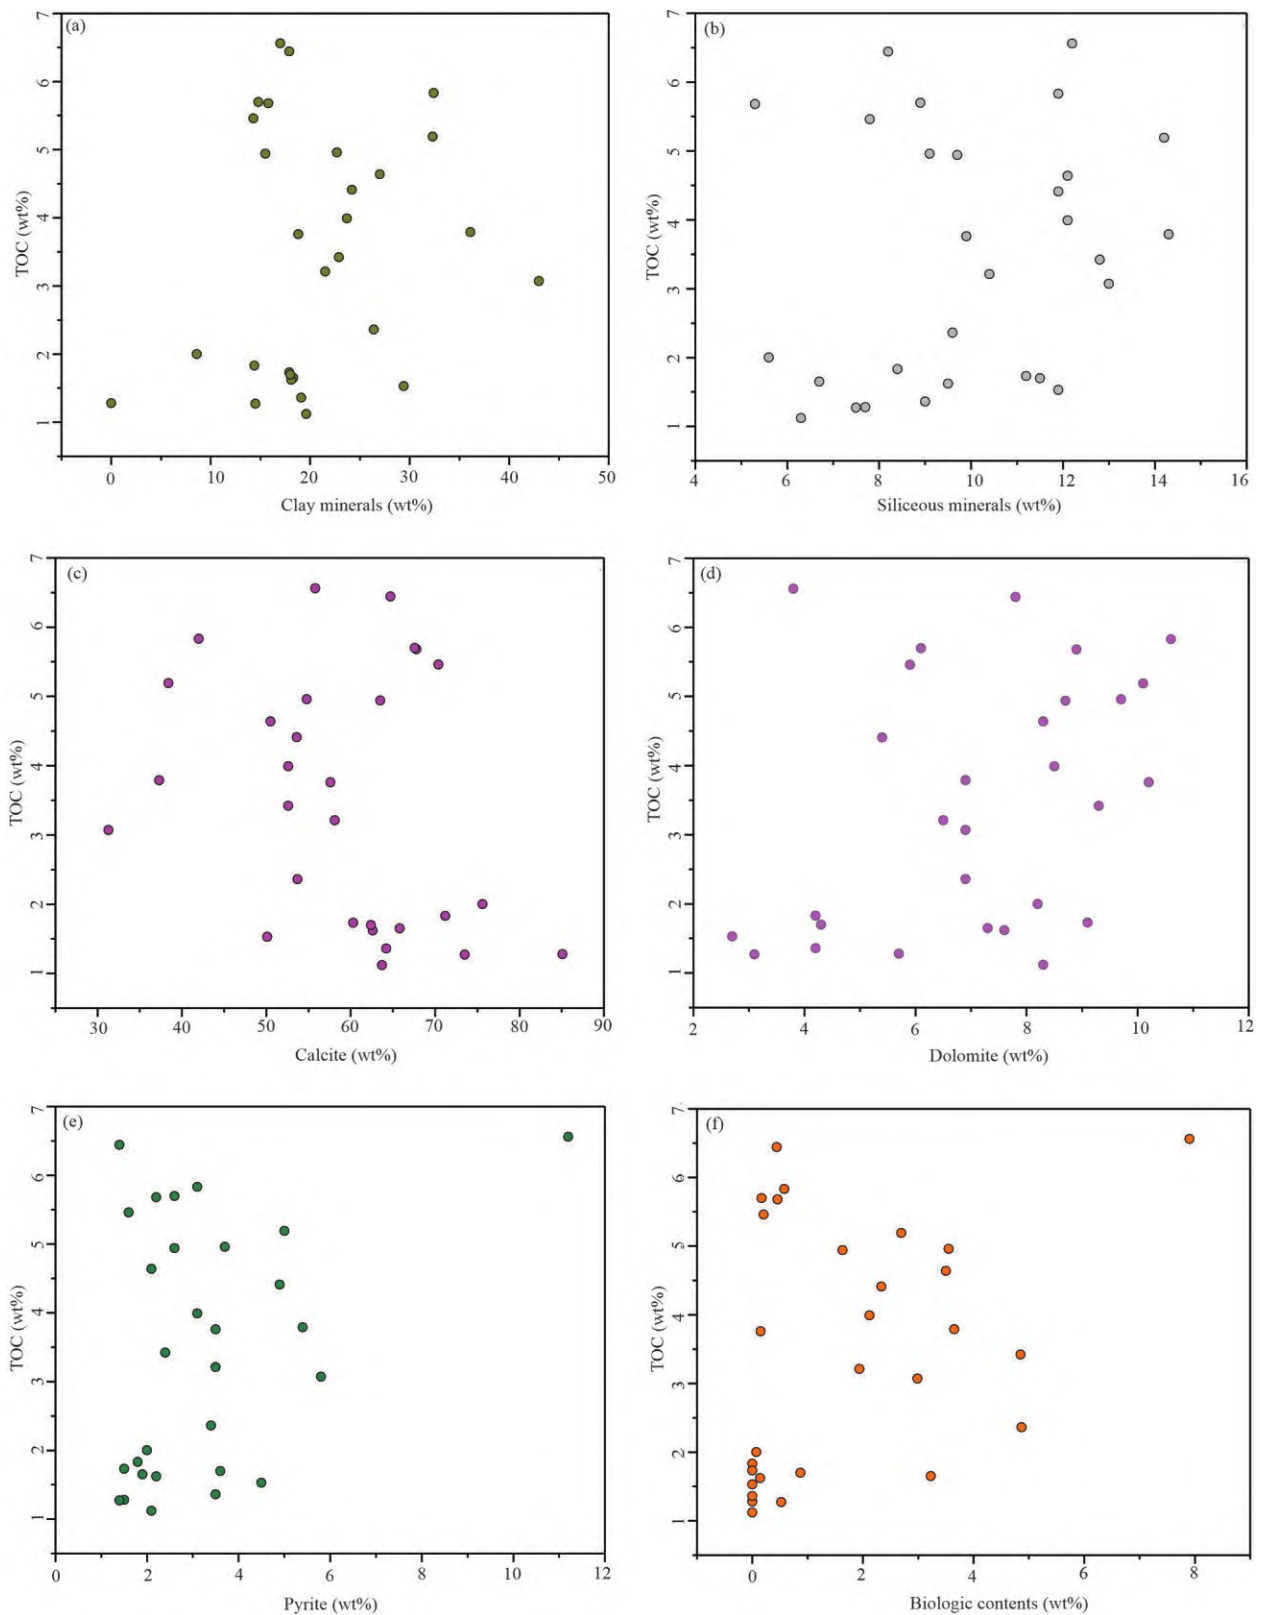 (a)
7
6
5
4
3
2
1
TOC (wt%)
0 10 20 30 40 50
Clay minerals (wt%)
(b)
7
6
5
4
3
2
1
TOC (wt%)
4 6 8 10 12 14 16
Siliceous minerals (wt%)
(c)
7
6
5
4
3
2
1
TOC (wt%)
30 40 50 60 70 80 90
Calcite (wt%)
(d)
7
6
5
4
3
2
1
TOC (wt%)
2 4 6 8 10 12
Dolomite (wt%)
(e)
7
6
5
4
3
2
1
TOC (wt%)
0 2 4 6 8 10 12
Pyrite (wt%)
(f)
7
6
5
4
3
2
1
TOC (wt%)
0 2 4 6 8
Biologic contents (wt%)